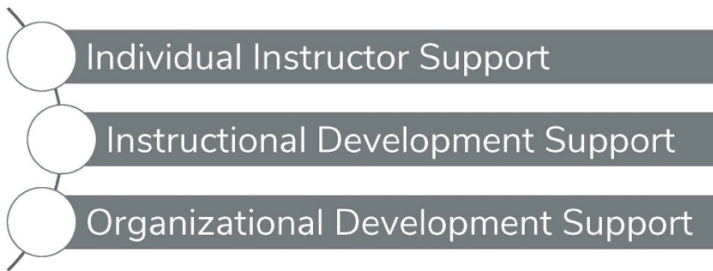 Individual Instructor Support
Instructional Development Support
Organizational Development Support